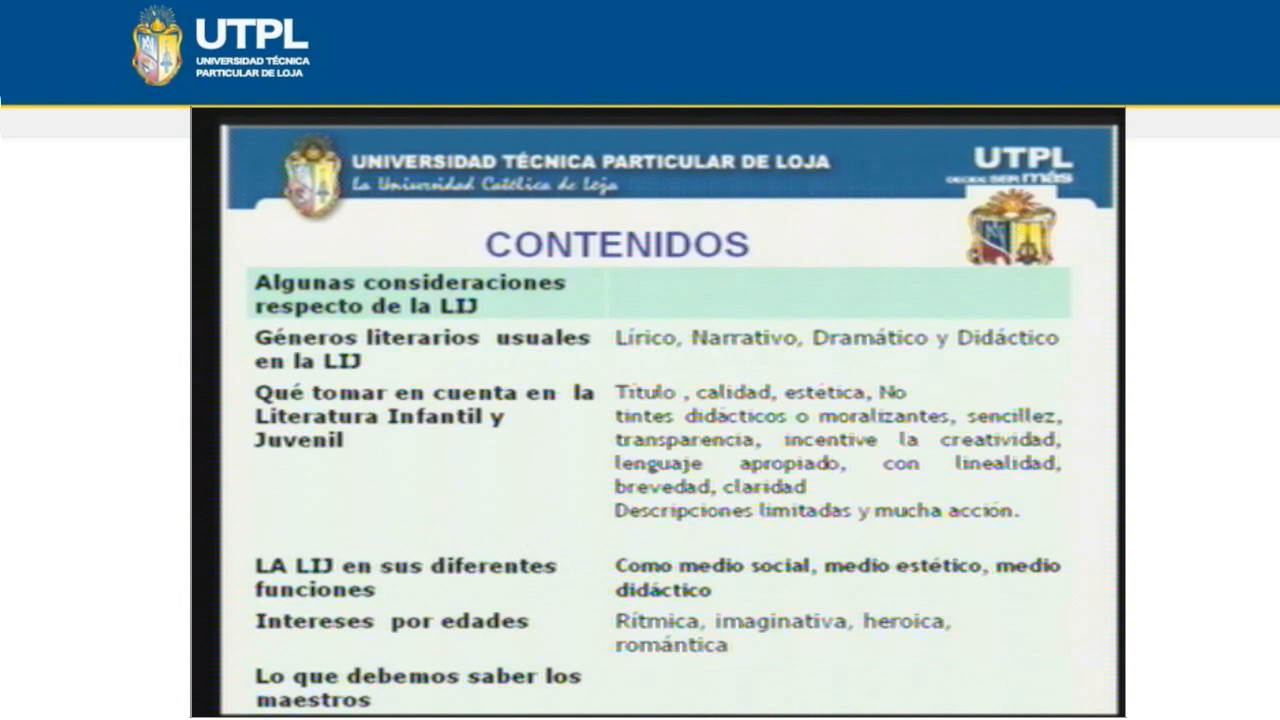 UTPL
UNIVERSIDAD TÉCNICA
PARTICULAR DE LOJA
UNIVERSIDAD TÉCNICA PARTICULAR DE LOJA
La Universidad Católica de Loja
UTPL
DECIDE SER más
CONTENIDOS
Algunas consideraciones
respecto de la LIJ
Géneros literarios usuales
en la LIJ
Lírico, Narrativo, Dramático y Didáctico
Qué tomar en cuenta en la
Literatura Infantil y
Juvenil
Título , calidad, estética, No
tintes didácticos o moralizantes, sencillez,
transparencia, incentive la creatividad,
lenguaje apropiado, con linealidad,
brevedad, claridad
Descripciones limitadas y mucha acción.
LA LIJ en sus diferentes
funciones
Como medio social, medio estético, medio
didáctico
Intereses por edades
Rítmica, imaginativa, heroica,
romántica
Lo que debemos saber los
maestros